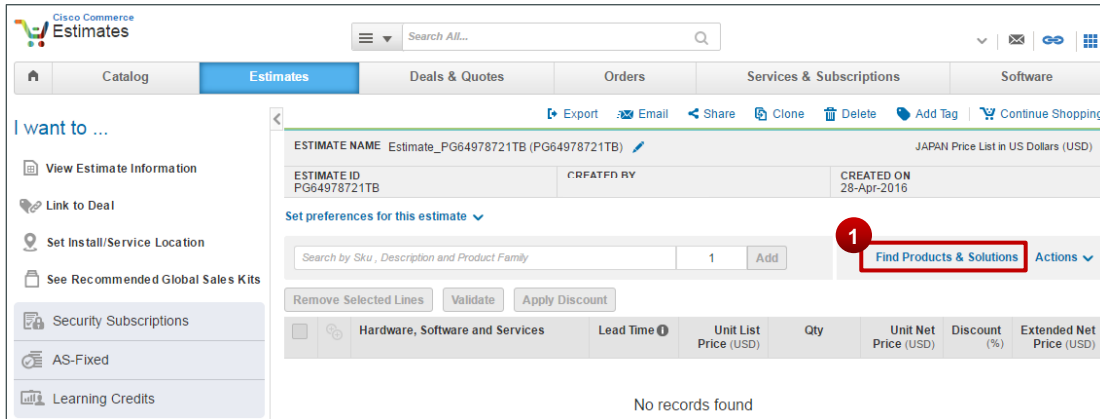 Cisco Commerce
Estimates
Search All...
Catalog
Estimates
Deals & Quotes
Orders
Services & Subscriptions
Software
I want to ...
View Estimate Information
Link to Deal
Set Install/Service Location
See Recommended Global Sales Kits
Security Subscriptions
AS-Fixed
Learning Credits
Export
Email
Share
Clone
Delete
Add Tag
Continue Shopping
ESTIMATE NAME Estimate_PG64978721TB (PG64978721TB)
JAPAN Price List in US Dollars (USD)
ESTIMATE ID
PG64978721TB
CREATED BY
CREATED ON
28-Apr-2016
Set preferences for this estimate
Search by Sku , Description and Product Family
1
Add
1
Find Products & Solutions
Actions
Remove Selected Lines
Validate
Apply Discount
Hardware, Software and Services
Lead Time
Unit List
Price (USD)
Qty
Unit Net
Price (USD)
Discount
(%)
Extended Net
Price (USD)
No records found